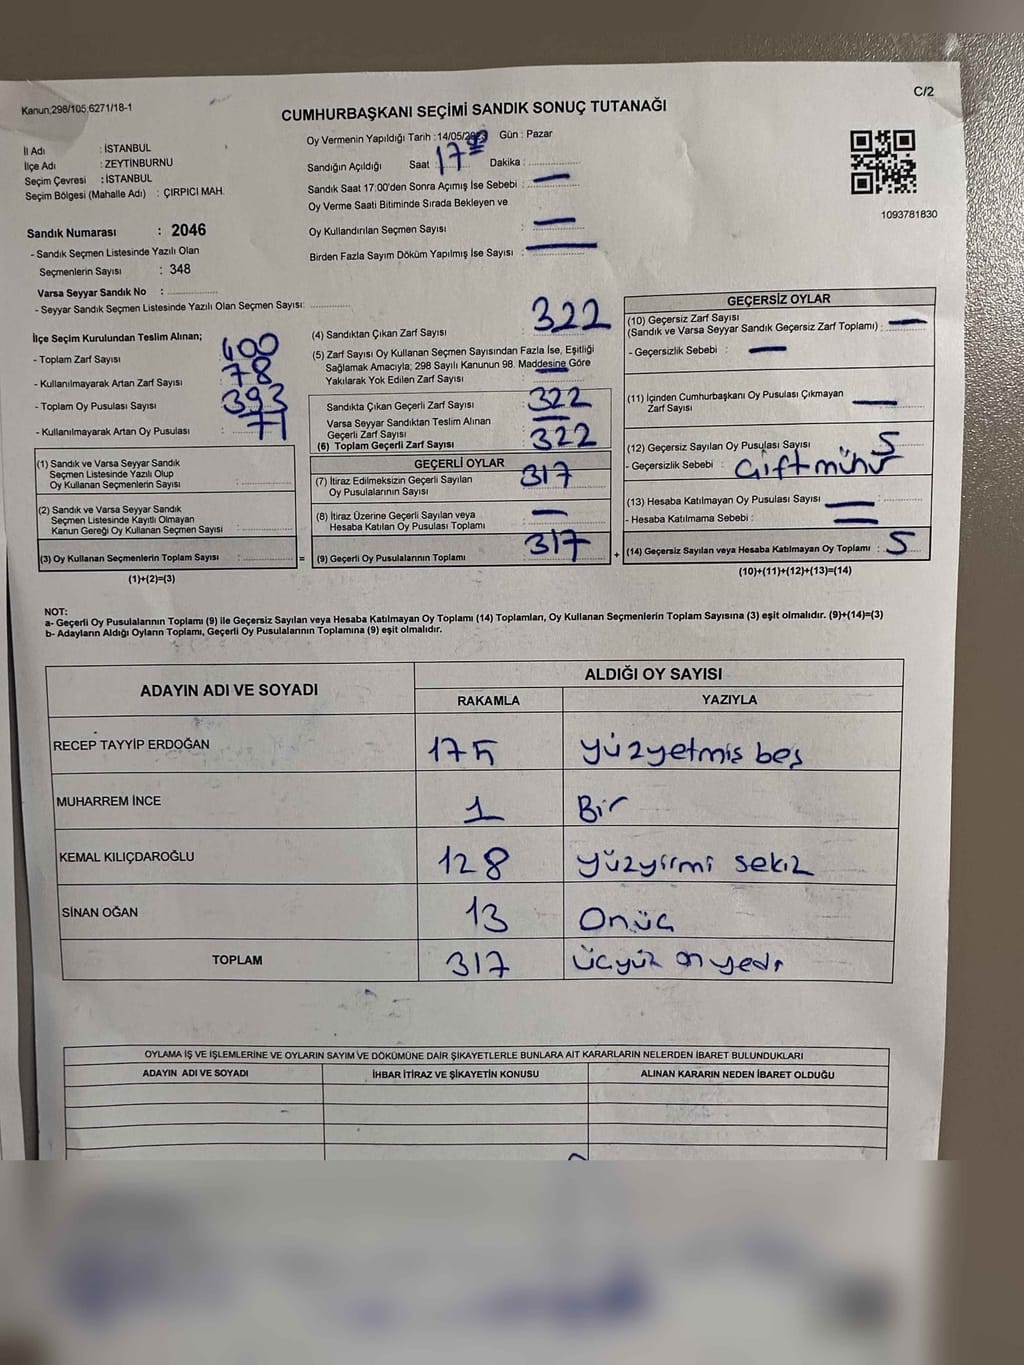 Kanun;298/105,6271/18-1
C/2
CUMHURBAŞKANI SEÇİMİ SANDIK SONUÇ TUTANAĞI
İl Adı : İSTANBUL
İlçe Adı : ZEYTİNBURNU
Seçim Çevresi : İSTANBUL
Seçim Bölgesi (Mahalle Adı) : ÇIRPICI MAH.
Oy Vermenin Yapıldığı Tarih : 14/05/ Gün : Pazar
Sandığın Açıldığı Saat : 17 00 Dakika :
Sandık Saat 17:00'den Sonra Açımış İse Sebebi : —
Oy Verme Saati Bitiminde Sırada Bekleyen ve
Oy Kullandırılan Seçmen Sayısı : —
Birden Fazla Sayım Döküm Yapılmış İse Sayısı : —
1093781830
Sandık Numarası : 2046
- Sandık Seçmen Listesinde Yazılı Olan
Seçmenlerin Sayısı : 348
Varsa Seyyar Sandık No :
- Seyyar Sandık Seçmen Listesinde Yazılı Olan Seçmen Sayısı:
İlçe Seçim Kurulundan Teslim Alınan;
- Toplam Zarf Sayısı : 400
- Kullanılmayarak Artan Zarf Sayısı : 78
- Toplam Oy Pusulası Sayısı : 393
- Kullanılmayarak Artan Oy Pusulası : 71
(1) Sandık ve Varsa Seyyar Sandık
Seçmen Listesinde Yazılı Olup
Oy Kullanan Seçmenlerin Sayısı :
(2) Sandık ve Varsa Seyyar Sandık
Seçmen Listesinde Kayıtlı Olmayan
Kanun Gereği Oy Kullanan Seçmen Sayısı :
(3) Oy Kullanan Seçmenlerin Toplam Sayısı :
(1)+(2)=(3)
=
(4) Sandıktan Çıkan Zarf Sayısı : 322
(5) Zarf Sayısı Oy Kullanan Seçmen Sayısından Fazla İse, Eşitliği
Sağlamak Amacıyla; 298 Sayılı Kanunun 98. Maddesine Göre
Yakılarak Yok Edilen Zarf Sayısı : —
Sandıkta Çıkan Geçerli Zarf Sayısı : 322
Varsa Seyyar Sandıktan Teslim Alınan
Geçerli Zarf Sayısı : —
(6) Toplam Geçerli Zarf Sayısı : 322
GEÇERLİ OYLAR
(7) İtiraz Edilmeksizin Geçerli Sayılan
Oy Pusulalarının Sayısı : 317
(8) İtiraz Üzerine Geçerli Sayılan veya
Hesaba Katılan Oy Pusulası Toplamı : —
(9) Geçerli Oy Pusulalarının Toplamı : 317
+
GEÇERSİZ OYLAR
(10) Geçersiz Zarf Sayısı
(Sandık ve Varsa Seyyar Sandık Geçersiz Zarf Toplamı) : —
- Geçersizlik Sebebi : —
(11) İçinden Cumhurbaşkanı Oy Pusulası Çıkmayan
Zarf Sayısı : —
(12) Geçersiz Sayılan Oy Pusulası Sayısı : 5
- Geçersizlik Sebebi : Çift mühür
(13) Hesaba Katılmayan Oy Pusulası Sayısı : —
- Hesaba Katılmama Sebebi : —
(14) Geçersiz Sayılan veya Hesaba Katılmayan Oy Toplamı : 5
(10)+(11)+(12)+(13)=(14)
NOT:
a- Geçerli Oy Pusulalarının Toplamı (9) ile Geçersiz Sayılan veya Hesaba Katılmayan Oy Toplamı (14) Toplamları, Oy Kullanan Seçmenlerin Toplam Sayısına (3) eşit olmalıdır. (9)+(14)=(3)
b- Adayların Aldığı Oyların Toplamı, Geçerli Oy Pusulalarının Toplamına (9) eşit olmalıdır.
ADAYIN ADI VE SOYADI
ALDIĞI OY SAYISI
RAKAMLA YAZIYLA
RECEP TAYYİP ERDOĞAN 175 yüzyetmiş beş
MUHARREM İNCE 1 Bir
KEMAL KILIÇDAROĞLU 128 yüzyirmi sekiz
SİNAN OĞAN 13 Onüç
TOPLAM 317 üçyüz on yedi
OYLAMA İŞ VE İŞLEMLERİNE VE OYLARIN SAYIM VE DÖKÜMÜNE DAİR ŞİKAYETLERLE BUNLARA AİT KARARLARIN NELERDEN İBARET BULUNDUKLARI
ADAYIN ADI VE SOYADI İHBAR İTİRAZ VE ŞİKAYETİN KONUSU ALINAN KARARIN NEDEN İBARET OLDUĞU